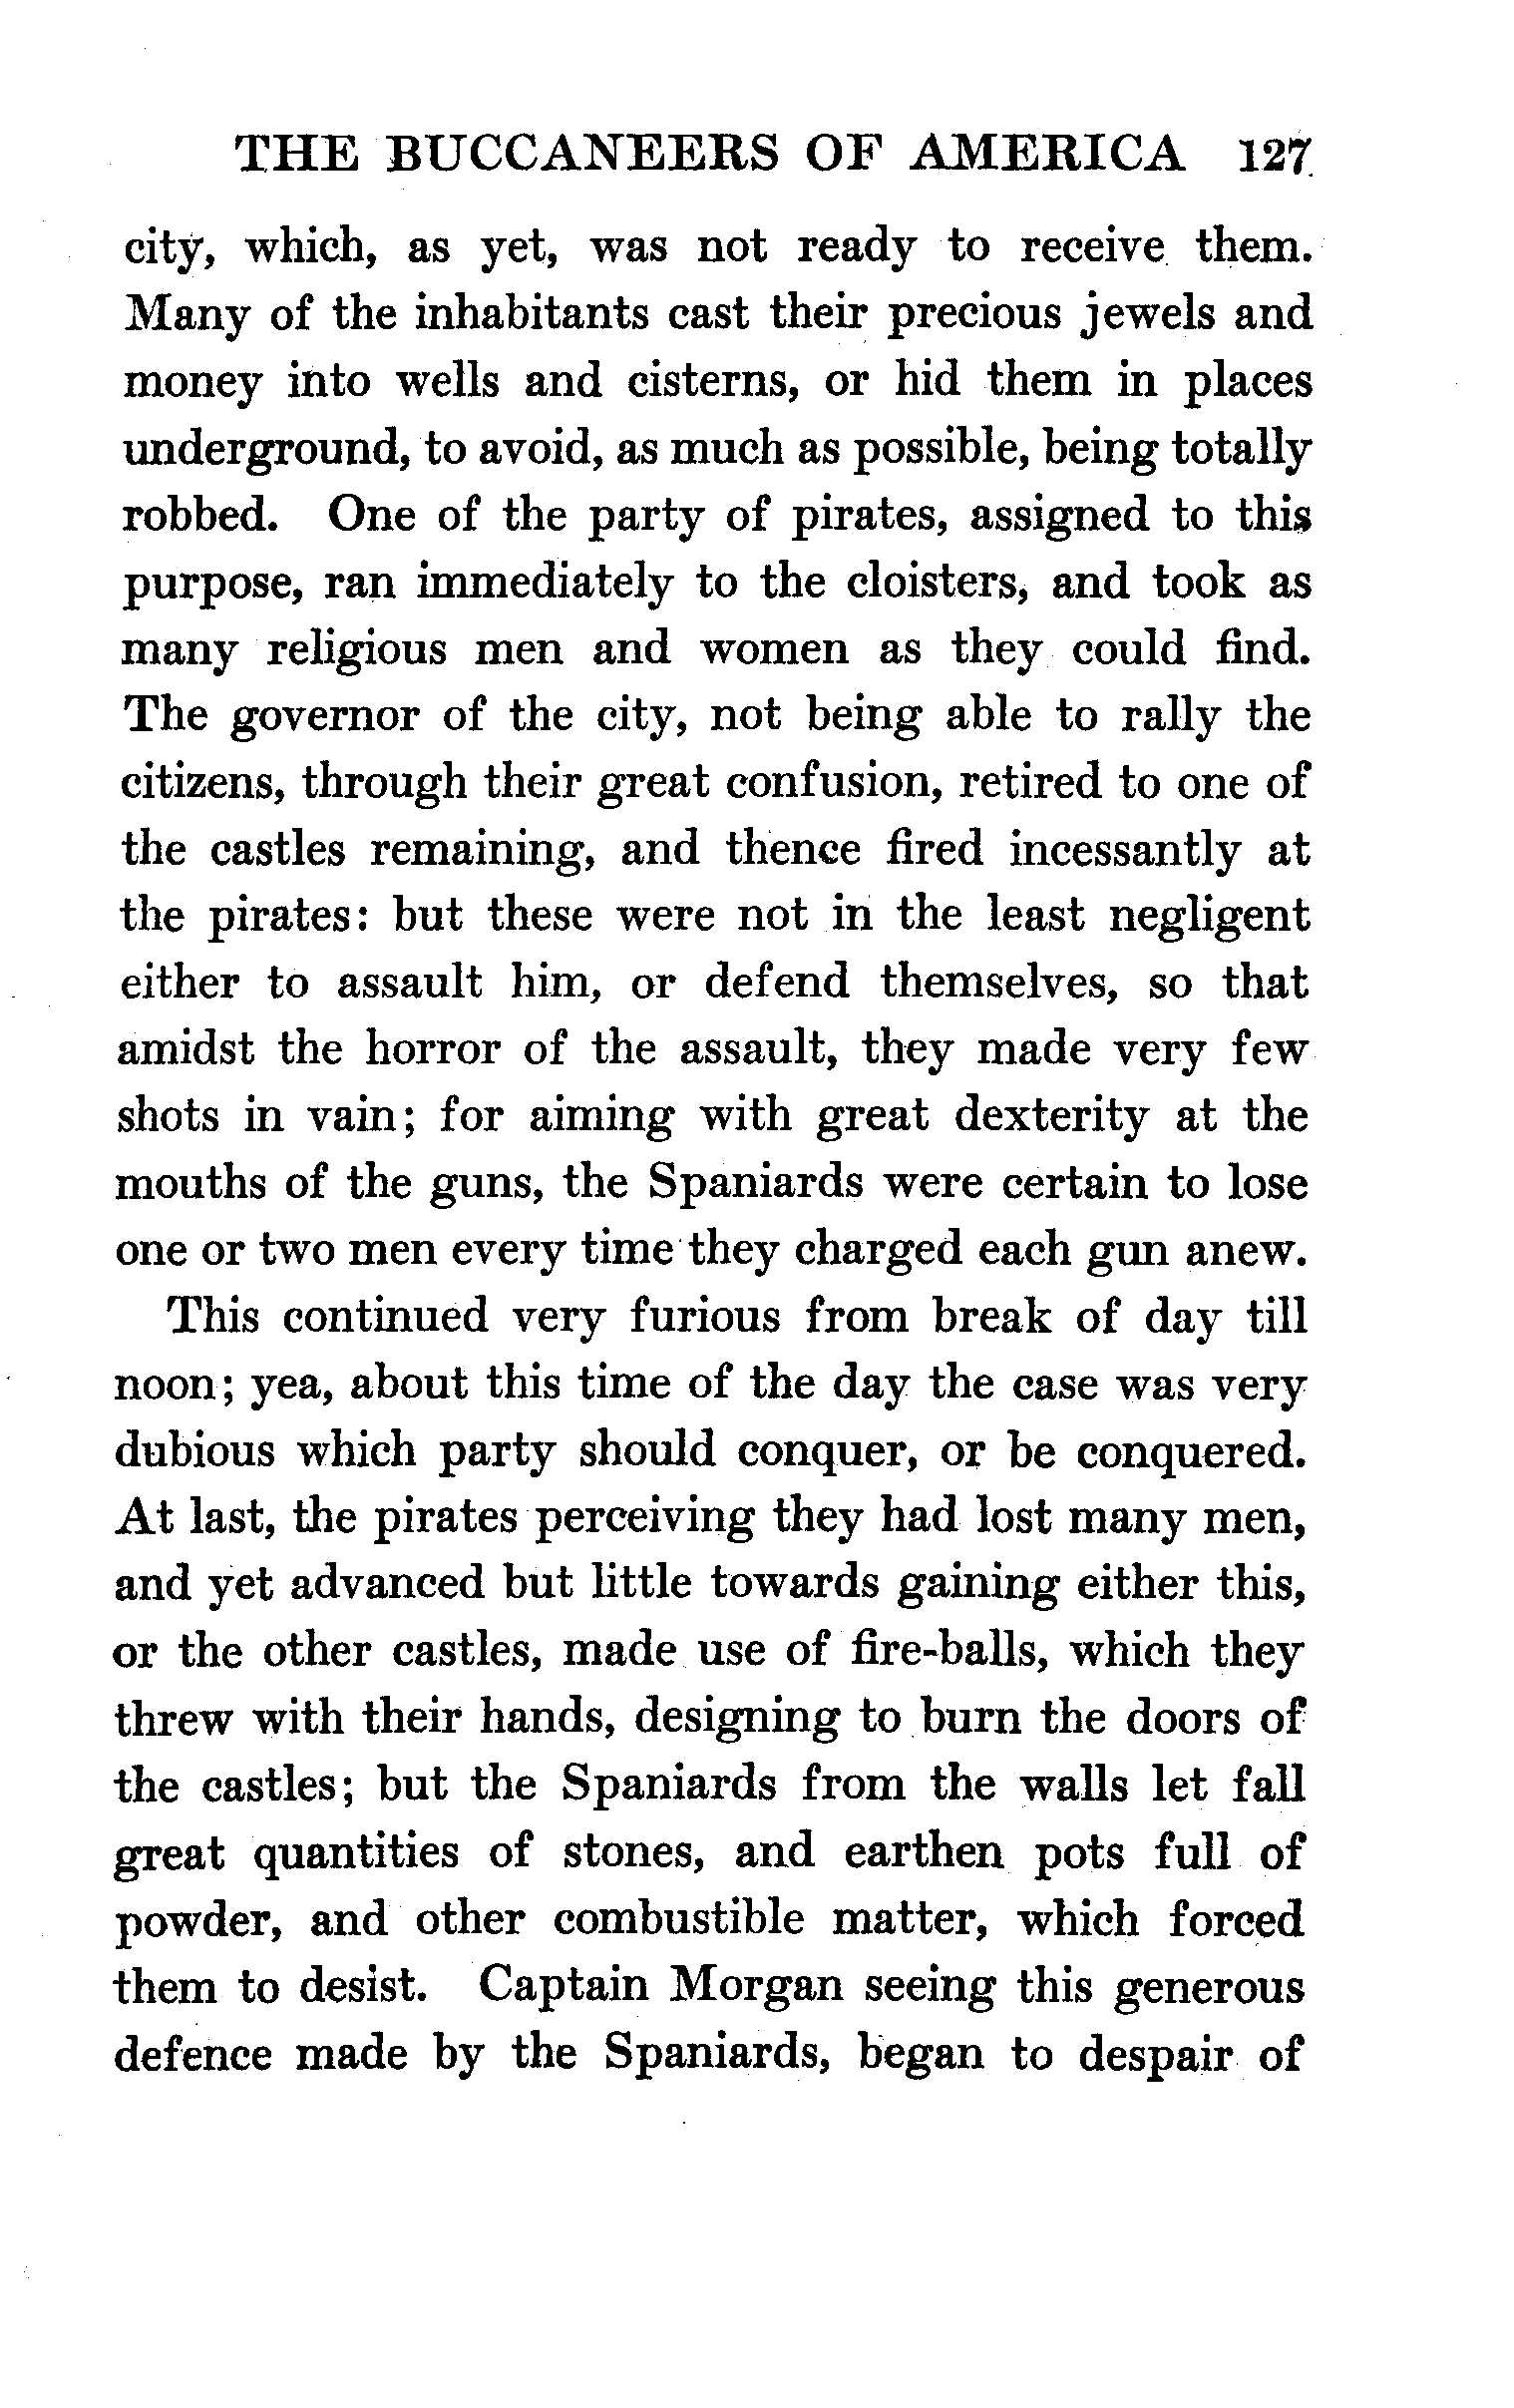 THE BUCCANEERS OF AMERICA 127
city, which, as yet, was not ready to receive them.
Many of the inhabitants cast their precious jewels and
money into wells and cisterns, or hid them in places
underground, to avoid, as much as possible, being totally
robbed. One of the party of pirates, assigned to this
purpose, ran immediately to the cloisters, and took as
many religious men and women as they could find.
The governor of the city, not being able to rally the
citizens, through their great confusion, retired to one of
the castles remaining, and thence fired incessantly at
the pirates: but these were not in the least negligent
either to assault him, or defend themselves, so that
amidst the horror of the assault, they made very few
shots in vain; for aiming with great dexterity at the
mouths of the guns, the Spaniards were certain to lose
one or two men every time they charged each gun anew.
This continued very furious from break of day till
noon; yea, about this time of the day the case was very
dubious which party should conquer, or be conquered.
At last, the pirates perceiving they had lost many men,
and yet advanced but little towards gaining either this,
or the other castles, made use of fire-balls, which they
threw with their hands, designing to burn the doors of
the castles; but the Spaniards from the walls let fall
great quantities of stones, and earthen pots full of
powder, and other combustible matter, which forced
them to desist. Captain Morgan seeing this generous
defence made by the Spaniards, began to despair of